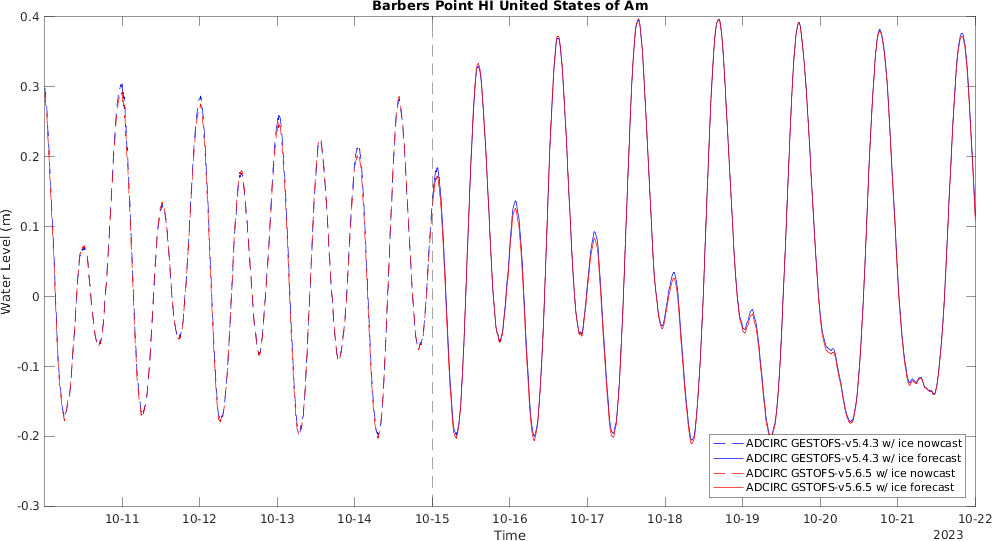 Barbers Point HI United States of Am
0.4
0.3
0.2
0.1
0
-0.1
-0.2
-0.3
Water Level (m)
10-11 10-12 10-13 10-14 10-15 10-16 10-17 10-18 10-19 10-20 10-21 10-22
Time
2023
ADCIRC GESTOFS-v5.4.3 w/ ice nowcast
ADCIRC GESTOFS-v5.4.3 w/ ice forecast
ADCIRC GSTOFS-v5.6.5 w/ ice nowcast
ADCIRC GSTOFS-v5.6.5 w/ ice forecast